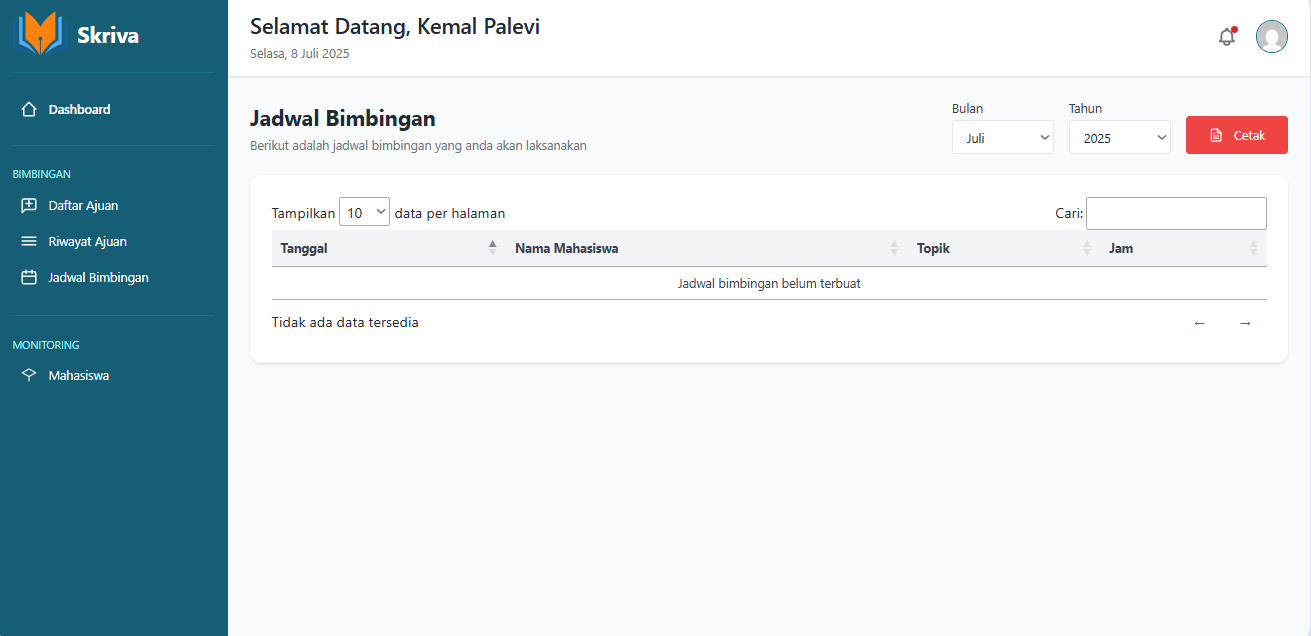 Skriva
Dashboard
BIMBINGAN
Daftar Ajuan
Riwayat Ajuan
Jadwal Bimbingan
MONITORING
Mahasiswa
Selamat Datang, Kemal Palevi
Selasa, 8 Juli 2025
Jadwal Bimbingan
Berikut adalah jadwal bimbingan yang anda akan laksanakan
Bulan
Juli
Tahun
2025
Cetak
Tampilkan 10 data per halaman
Cari:
Tanggal Nama Mahasiswa Topik Jam
Jadwal bimbingan belum terbuat
Tidak ada data tersedia
← →